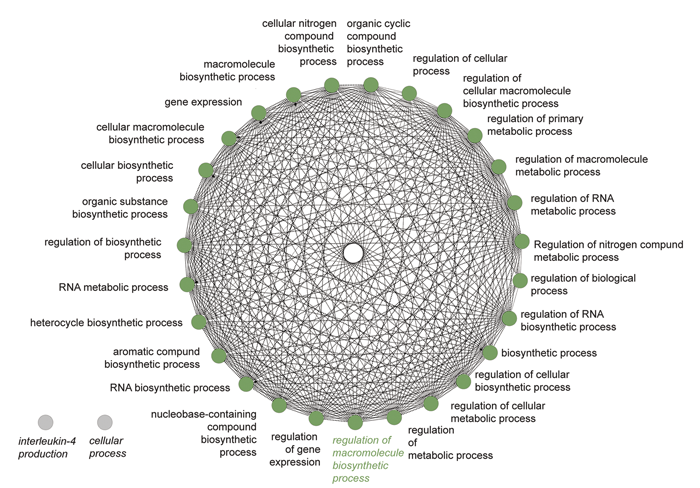 cellular nitrogen
compound
biosynthetic
process
organic cyclic
compound
biosynthetic
process
regulation of cellular
process
regulation of
cellular macromolecule
biosynthetic process
regulation of primary
metabolic process
regulation of macromolecule
metabolic process
regulation of RNA
metabolic process
Regulation of nitrogen compund
metabolic process
regulation of biological
process
regulation of RNA
biosynthetic process
biosynthetic process
regulation of cellular
biosynthetic process
regulation of cellular
metabolic process
regulation
of
metabolic process
regulation of
macromolecule
biosynthetic
process
regulation
of gene
expression
nucleobase-containing
compound
biosynthetic
process
RNA biosynthetic process
aromatic compund
biosynthetic process
heterocycle biosynthetic process
RNA metabolic process
regulation of biosynthetic
process
organic substance
biosynthetic process
cellular biosynthetic
process
cellular macromolecule
biosynthetic process
gene expression
macromolecule
biosynthetic process
interleukin-4
production
cellular
process